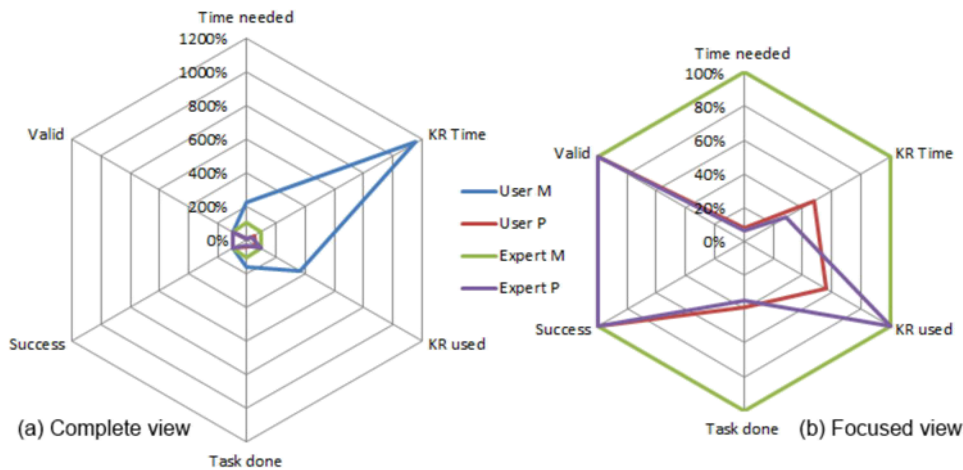 Time needed
1200%
1000%
800%
600%
400%
200%
0%
KR Time
KR used
Task done
Success
Valid
(a) Complete view
User M
User P
Expert M
Expert P
Time needed
100%
80%
60%
40%
20%
0%
KR Time
KR used
Task done
Success
Valid
(b) Focused view